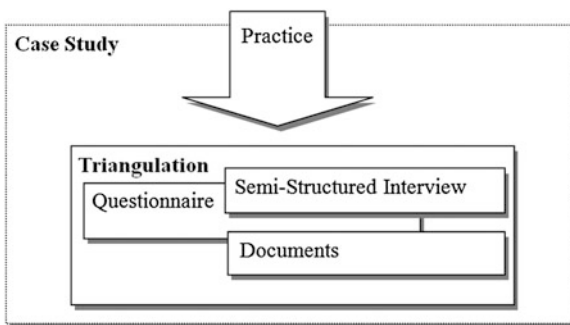 Practice
Case Study
Triangulation
Semi-Structured Interview
Questionnaire
Documents